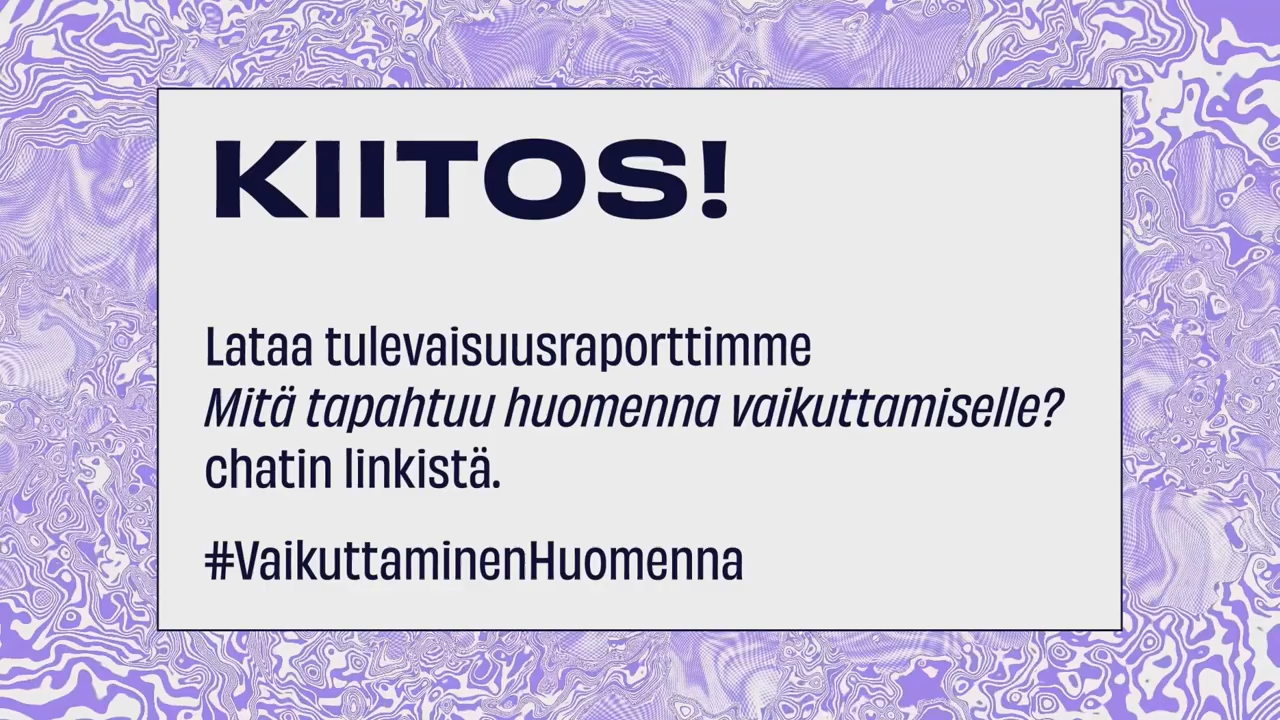 KIITOS!
Lataa tulevaisuusraporttimme
Mitä tapahtuu huomenna vaikuttamiselle?
chatin linkistä.
#VaikuttaminenHuomenna